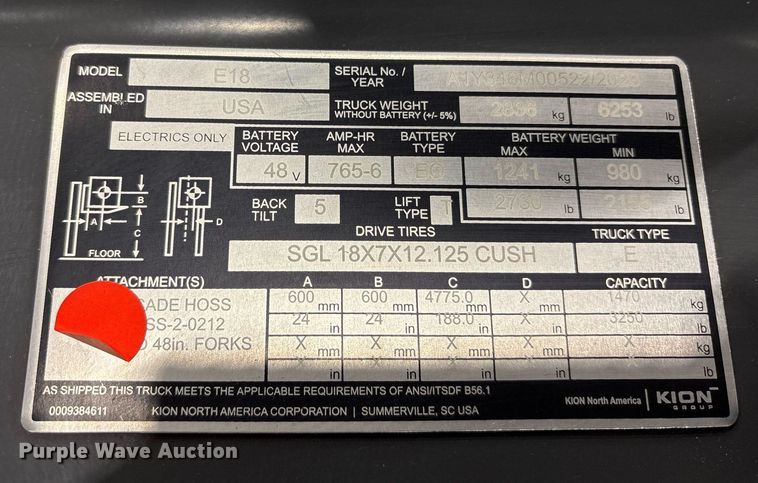 MODEL E18 SERIAL No. / YEAR
ASSEMBLED IN USA TRUCK WEIGHT WITHOUT BATTERY (+/- 5%) 2836 kg 6253 lb
ELECTRICS ONLY BATTERY VOLTAGE AMP-HR MAX BATTERY TYPE BATTERY WEIGHT
MAX MIN
48 V 765-6 EO 1241 kg 980 kg
BACK TILT 5 LIFT TYPE lb lb
A B C D
FLOOR
DRIVE TIRES TRUCK TYPE
SGL 18X7X12.125 CUSH E
ATTACHMENT(S) A B C D CAPACITY
HOSS 600 mm 600 mm 4775.0 mm X mm 1470 kg
24 in 24 in 188.0 in X in 3250 lb
48in. FORKS X mm X mm X mm X mm X kg
in in in in lb
AS SHIPPED THIS TRUCK MEETS THE APPLICABLE REQUIREMENTS OF ANSI/ITSDF B56.1
0009384611 KION NORTH AMERICA CORPORATION | SUMMERVILLE, SC USA
KION North America | KION GROUP
Purple Wave Auction